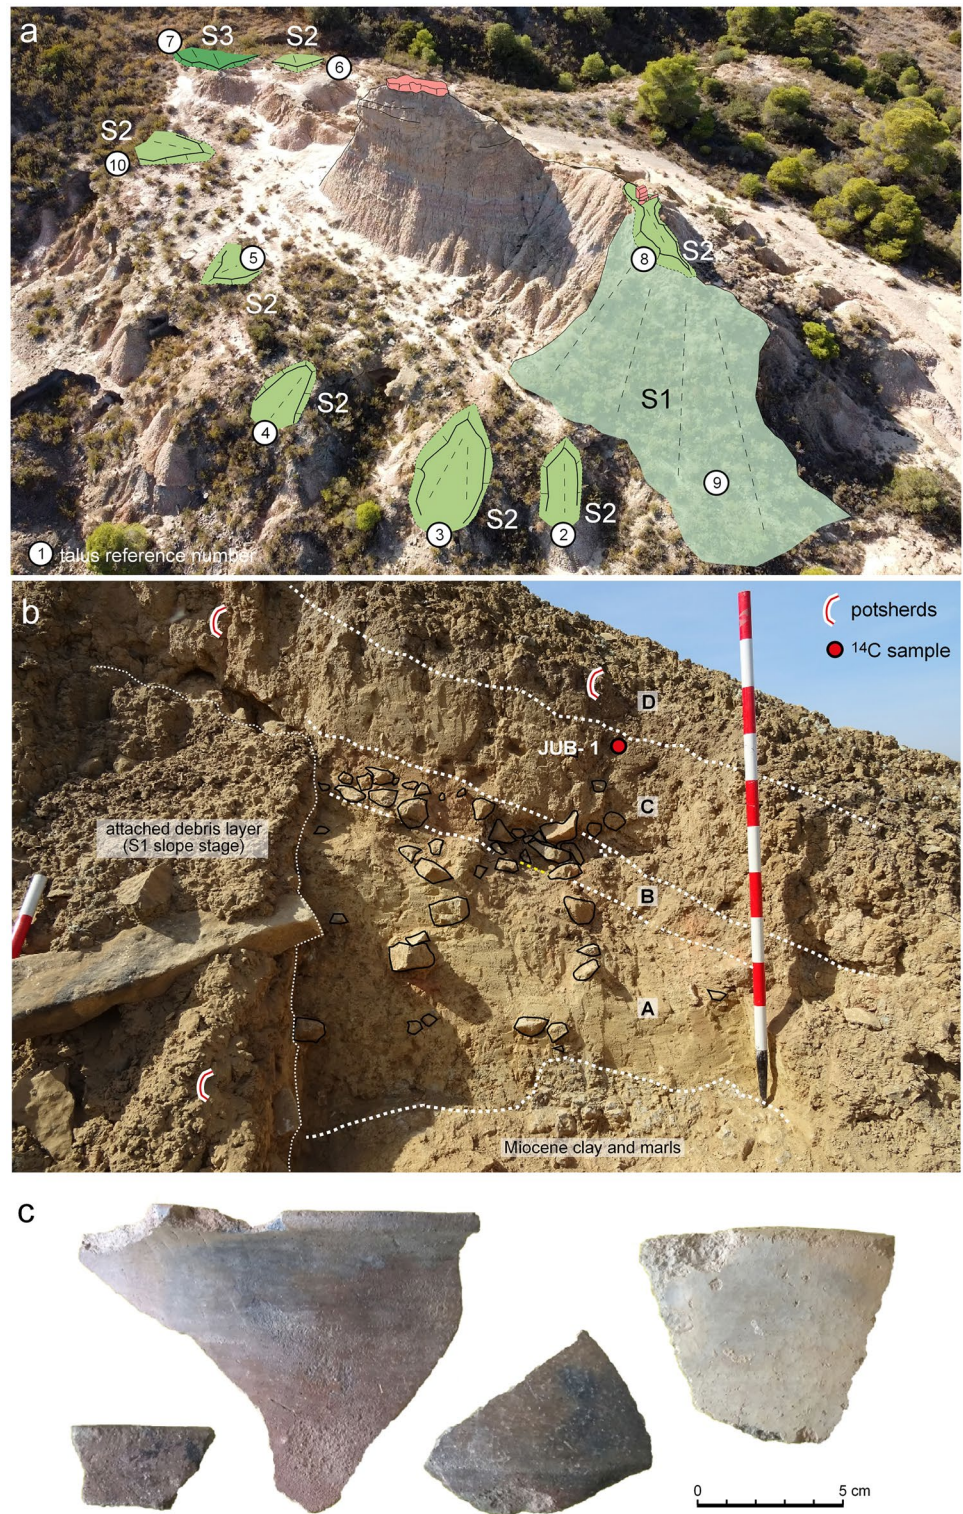 a
7
S3
S2
6
S2
10
5
S2
8
S2
S1
4
S2
3
S2
2
S2
9
1 talus reference number
b
potsherds
14C sample
D
JUB- 1
C
attached debris layer
(S1 slope stage)
B
A
Miocene clay and marls
c
0 5 cm